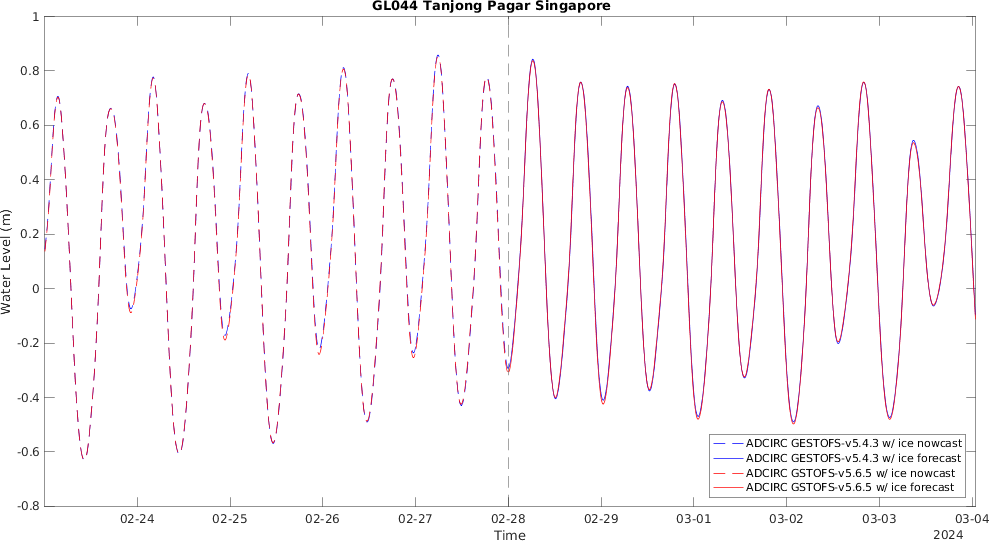 GL044 Tanjong Pagar Singapore
1
0.8
0.6
0.4
0.2
0
-0.2
-0.4
-0.6
-0.8
Water Level (m)
02-24 02-25 02-26 02-27 02-28 02-29 03-01 03-02 03-03 03-04
Time
2024
ADCIRC GESTOFS-v5.4.3 w/ ice nowcast
ADCIRC GESTOFS-v5.4.3 w/ ice forecast
ADCIRC GSTOFS-v5.6.5 w/ ice nowcast
ADCIRC GSTOFS-v5.6.5 w/ ice forecast